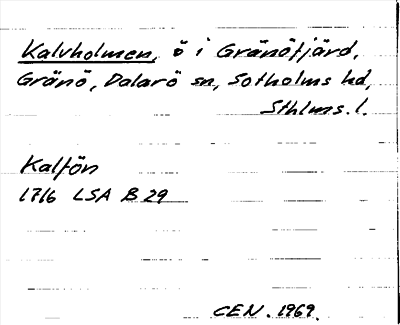 Kalvholmen, ö i Gränöfjärd,
Gränö, Dalarö sn, Sotholms hd,
Sthlms. l.
Kalfön
1716 LSA B 29
CEN. 1969.